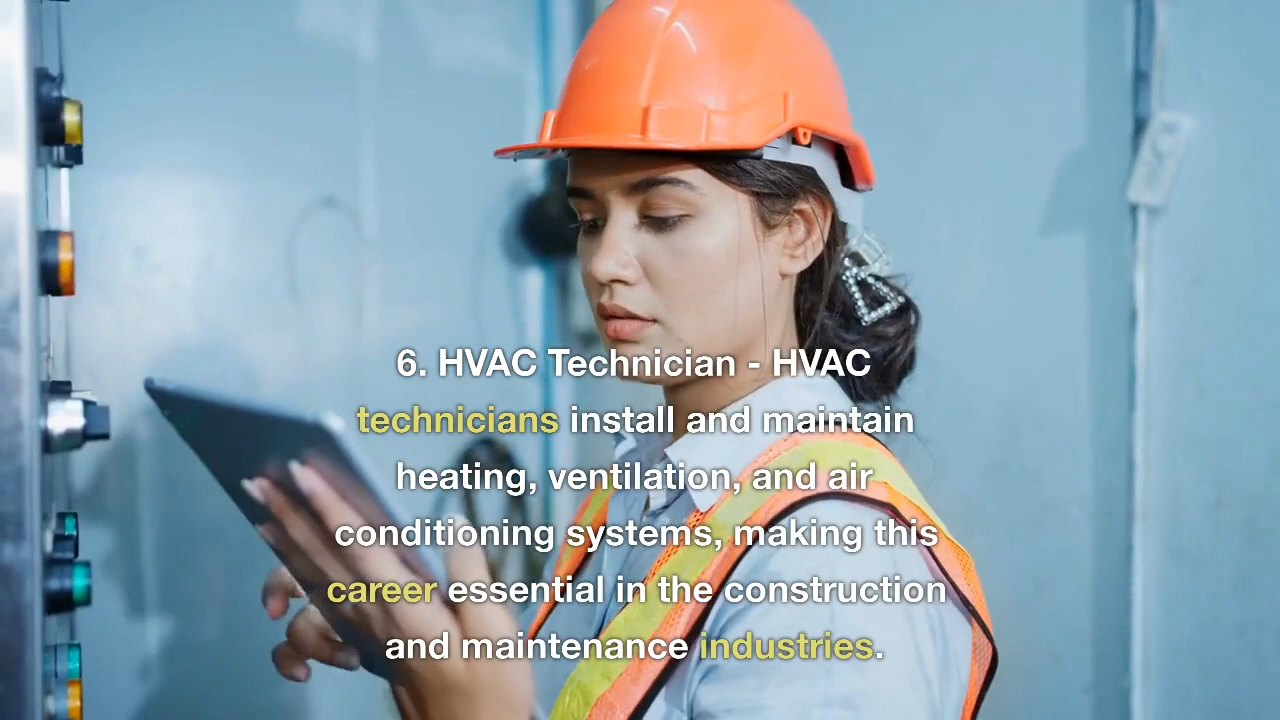 6. HVAC Technician - HVAC
technicians install and maintain
heating, ventilation, and air
conditioning systems, making this
career essential in the construction
and maintenance industries.